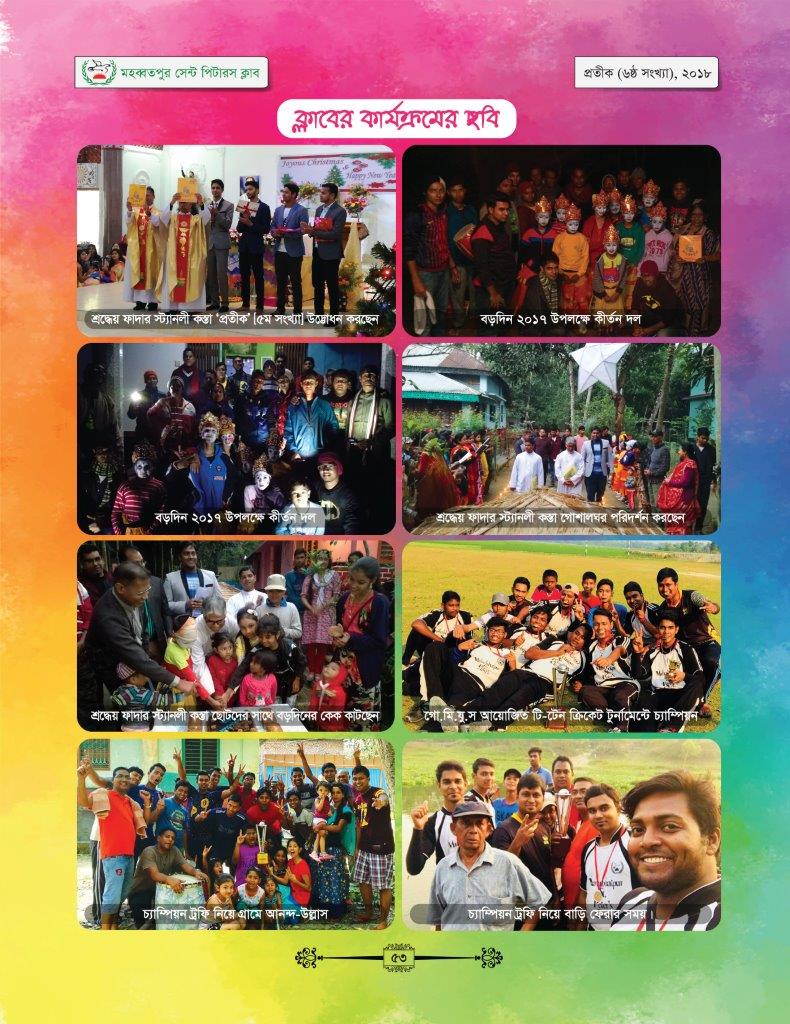 মহব্বতপুর সেন্ট পিটারস ক্লাব
প্রতীক (৬ষ্ঠ সংখ্যা), ২০১৮
ক্লাবের কার্যক্রমের ছবি
Joyous Christmas
&
Happy New Year
শ্রদ্ধেয় ফাদার স্ট্যানলী কস্তা ‘প্রতীক’ [৫ম সংখ্যা] উদ্বোধন করছেন
বড়দিন ২০১৭ উপলক্ষে কীর্তন দল
বড়দিন ২০১৭ উপলক্ষে কীর্তন দল
শ্রদ্ধেয় ফাদার স্ট্যানলী কস্তা গোশালঘর পরিদর্শন করছেন
শ্রদ্ধেয় ফাদার স্ট্যানলী কস্তা ছোটদের সাথে বড়দিনের কেক কাটছেন
গো.মি.যু.স আয়োজিত টি-টেন ক্রিকেট টুর্নামেন্টে চ্যাম্পিয়ন
চ্যাম্পিয়ন ট্রফি নিয়ে গ্রামে আনন্দ-উল্লাস
চ্যাম্পিয়ন ট্রফি নিয়ে বাড়ি ফেরার সময়।
৫৩